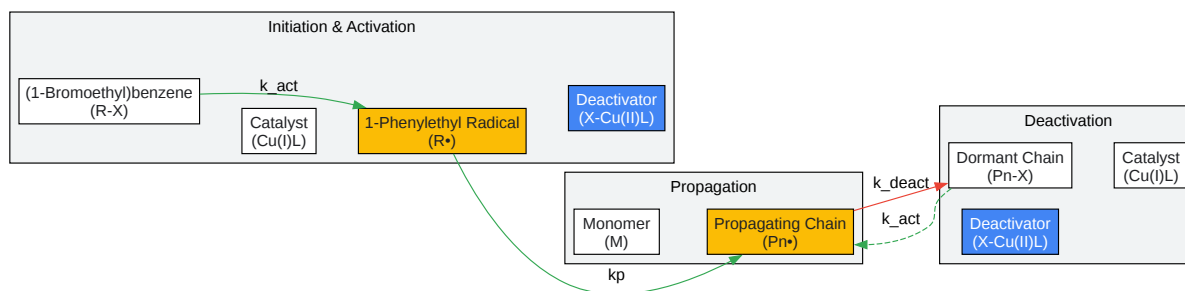 Initiation & Activation
(1-Bromoethyl)benzene
(R-X)
k_act
Catalyst
(Cu(I)L)
1-Phenylethyl Radical
(R•)
Deactivator
(X-Cu(II)L)
Propagation
Monomer
(M)
Propagating Chain
(Pn•)
kp
k_deact
k_act
Deactivation
Dormant Chain
(Pn-X)
Catalyst
(Cu(I)L)
Deactivator
(X-Cu(II)L)